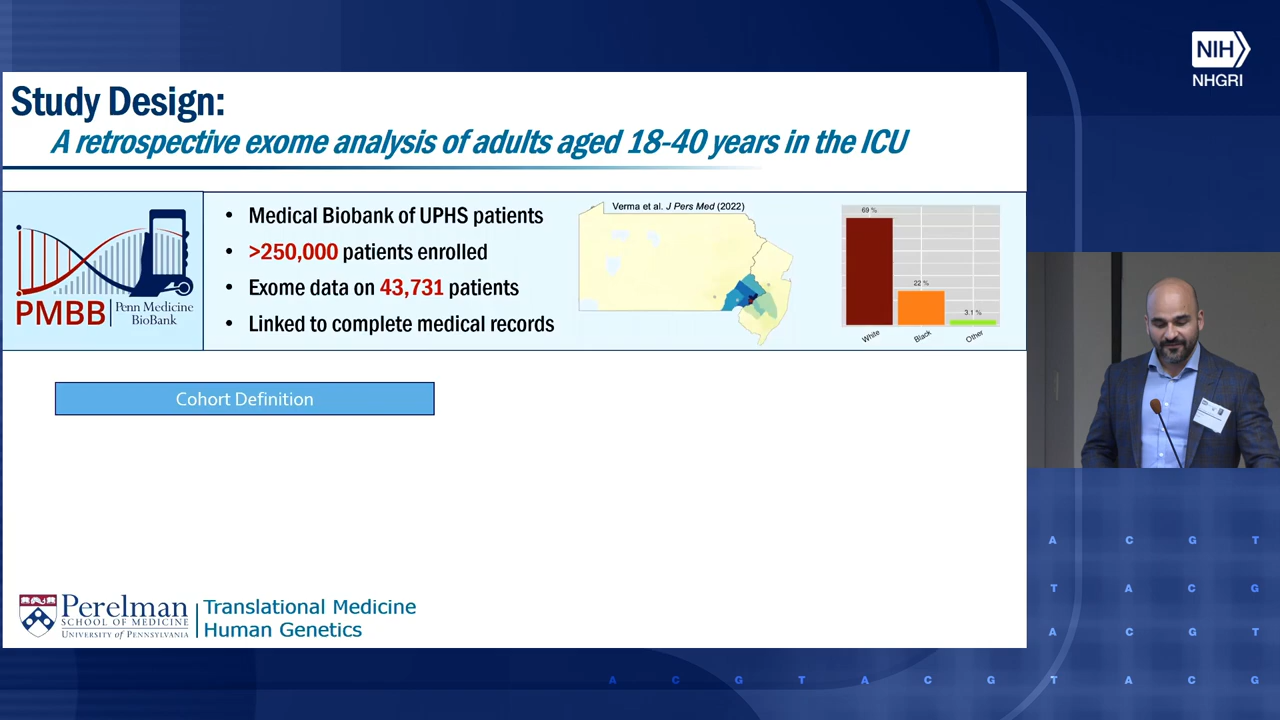 NIH
NHGRI
Study Design:
A retrospective exome analysis of adults aged 18-40 years in the ICU
PMBB
Penn Medicine
BioBank
• Medical Biobank of UPHS patients
• >250,000 patients enrolled
• Exome data on 43,731 patients
• Linked to complete medical records
Verma et al. J Pers Med (2022)
69 %
22 %
3.1 %
White
Black
Other
Cohort Definition
Perelman
SCHOOL OF MEDICINE
UNIVERSITY of PENNSYLVANIA
Translational Medicine
Human Genetics
A C G T
T A C G
A C G T
A C G T A C G T A C G